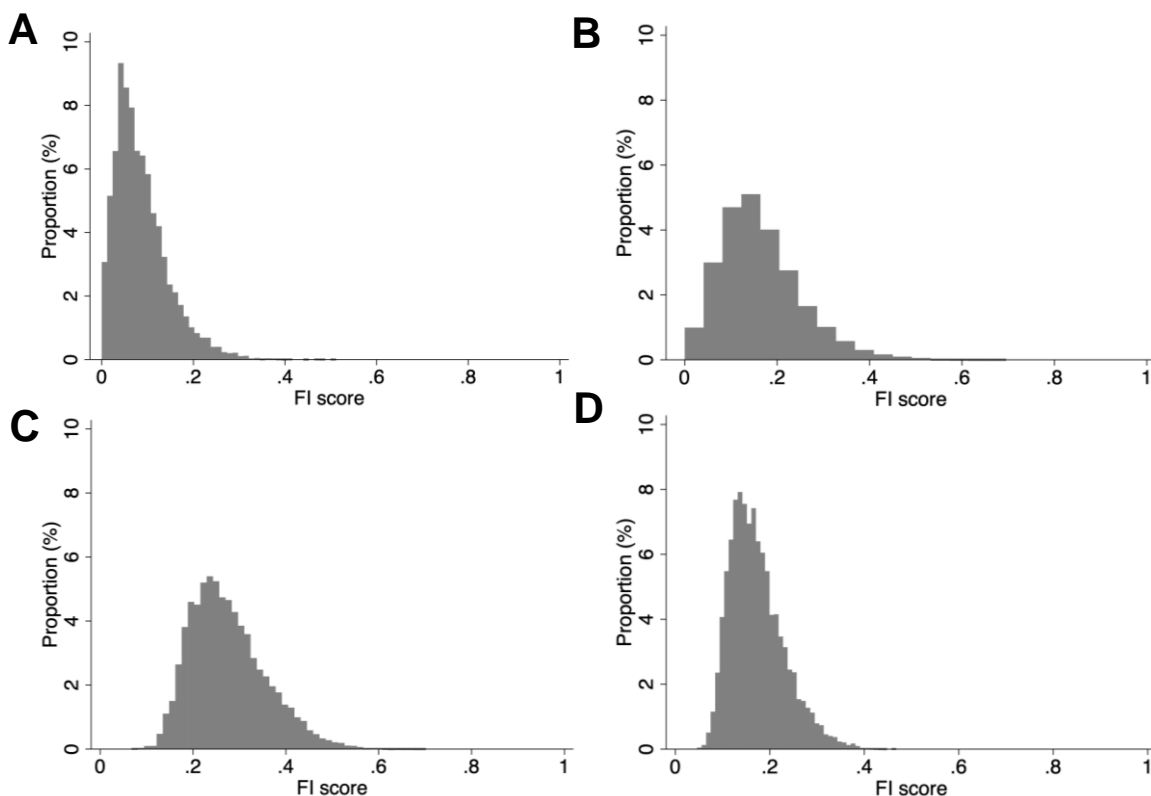 A
Proportion (%)
0 2 4 6 8 10
0 .2 .4 .6 .8 1
FI score
B
Proportion (%)
0 2 4 6 8 10
0 .2 .4 .6 .8 1
FI score
C
Proportion (%)
0 2 4 6 8 10
0 .2 .4 .6 .8 1
FI score
D
Proportion (%)
0 2 4 6 8 10
0 .2 .4 .6 .8 1
FI score